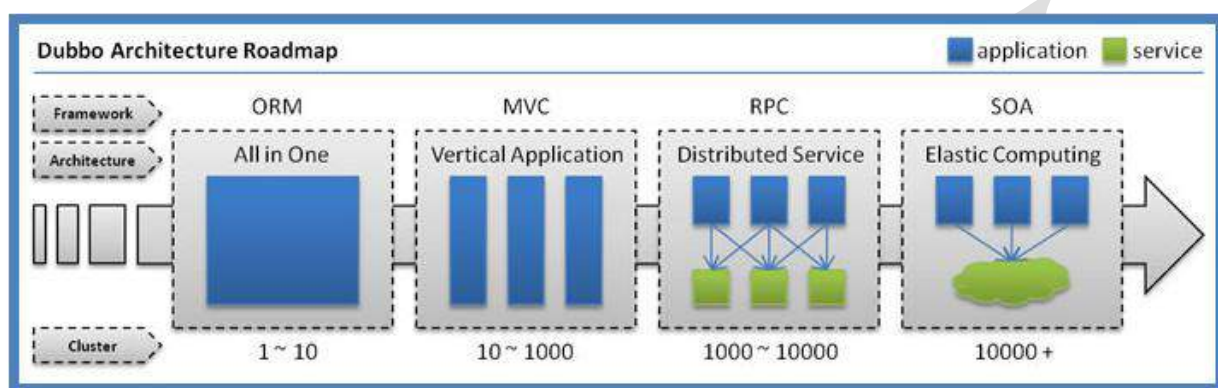 Dubbo Architecture Roadmap
application
service
Framework
ORM
MVC
RPC
SOA
Architecture
All in One
Vertical Application
Distributed Service
Elastic Computing
Cluster
1 ~ 10
10 ~ 1000
1000 ~ 10000
10000 +